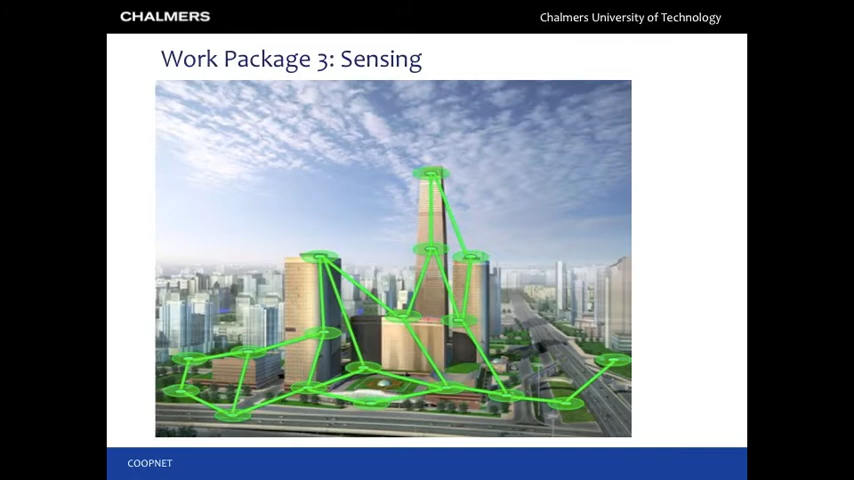 CHALMERS
Chalmers University of Technology
Work Package 3: Sensing
COOPNET